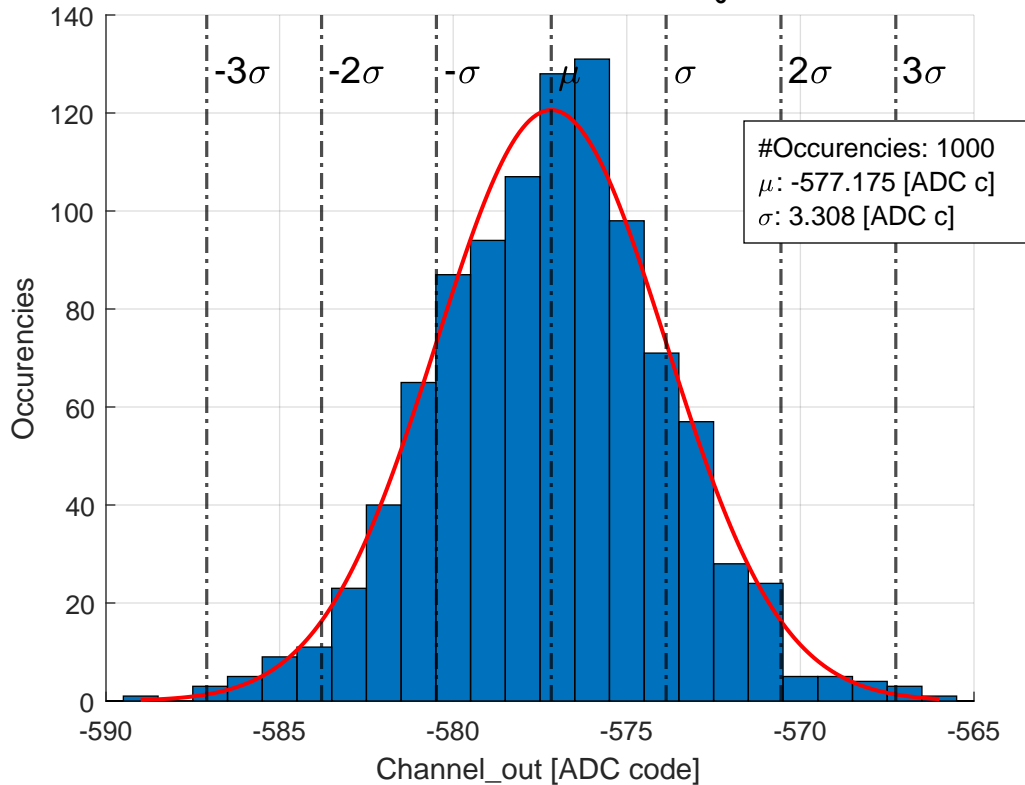 140
120
100
80
60
40
20
0
-3σ -2σ -σ μ σ 2σ 3σ
#Occurencies: 1000
μ: -577.175 [ADC c]
σ: 3.308 [ADC c]
Occurencies
-590 -585 -580 -575 -570 -565
Channel_out [ADC code]